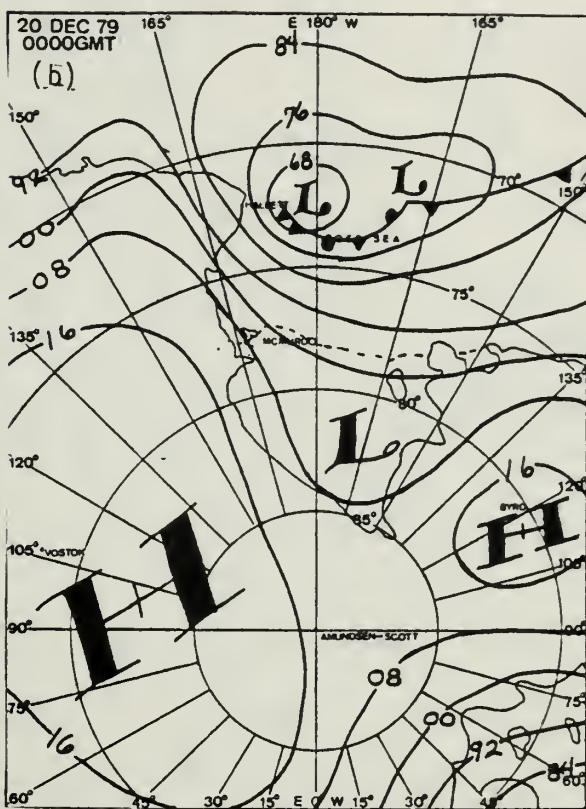 20 DEC 79
0000GMT
(b)
165° E 180° W 165°
84
150°
76
68
L L
92
70°
150°
HALLETT
ROSS SEA
00
08
75°
135°
16
MCMURDO
135°
80°
L
120°
16
120°
BYRD
H
85°
105°
VOSTOK
105°
H
90°
AMUNDSEN-SCOTT
90°
08
75°
75°
00
92
16
84
60°
60°
45° 30° 15° E 0° W 15° 30° 45°